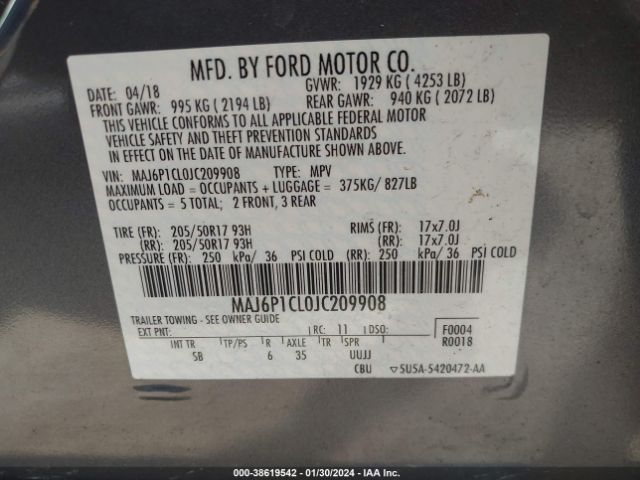 MFD. BY FORD MOTOR CO.
DATE: 04/18 GVWR: 1929 KG ( 4253 LB)
FRONT GAWR: 995 KG ( 2194 LB) REAR GAWR: 940 KG ( 2072 LB)
THIS VEHICLE CONFORMS TO ALL APPLICABLE FEDERAL MOTOR
VEHICLE SAFETY AND THEFT PREVENTION STANDARDS
IN EFFECT ON THE DATE OF MANUFACTURE SHOWN ABOVE.
VIN: MAJ6P1CL0JC209908 TYPE: MPV
MAXIMUM LOAD = OCCUPANTS + LUGGAGE = 375KG/ 827LB
OCCUPANTS = 5 TOTAL; 2 FRONT, 3 REAR
TIRE (FR): 205/50R17 93H RIMS (FR): 17x7.0J
(RR): 205/50R17 93H (RR): 17x7.0J
PRESSURE (FR): 250 kPa/ 36 PSI COLD (RR): 250 kPa/ 36 PSI COLD
MAJ6P1CL0JC209908
TRAILER TOWING - SEE OWNER GUIDE
EXT PNT: RC: 11 DSO: F0004
INT TR TP/PS R AXLE TR SPR R0018
SB 6 35 UUJJ
CBU ▽5U5A-5420472-AA
000-38619542 - 01/30/2024 - IAA Inc.